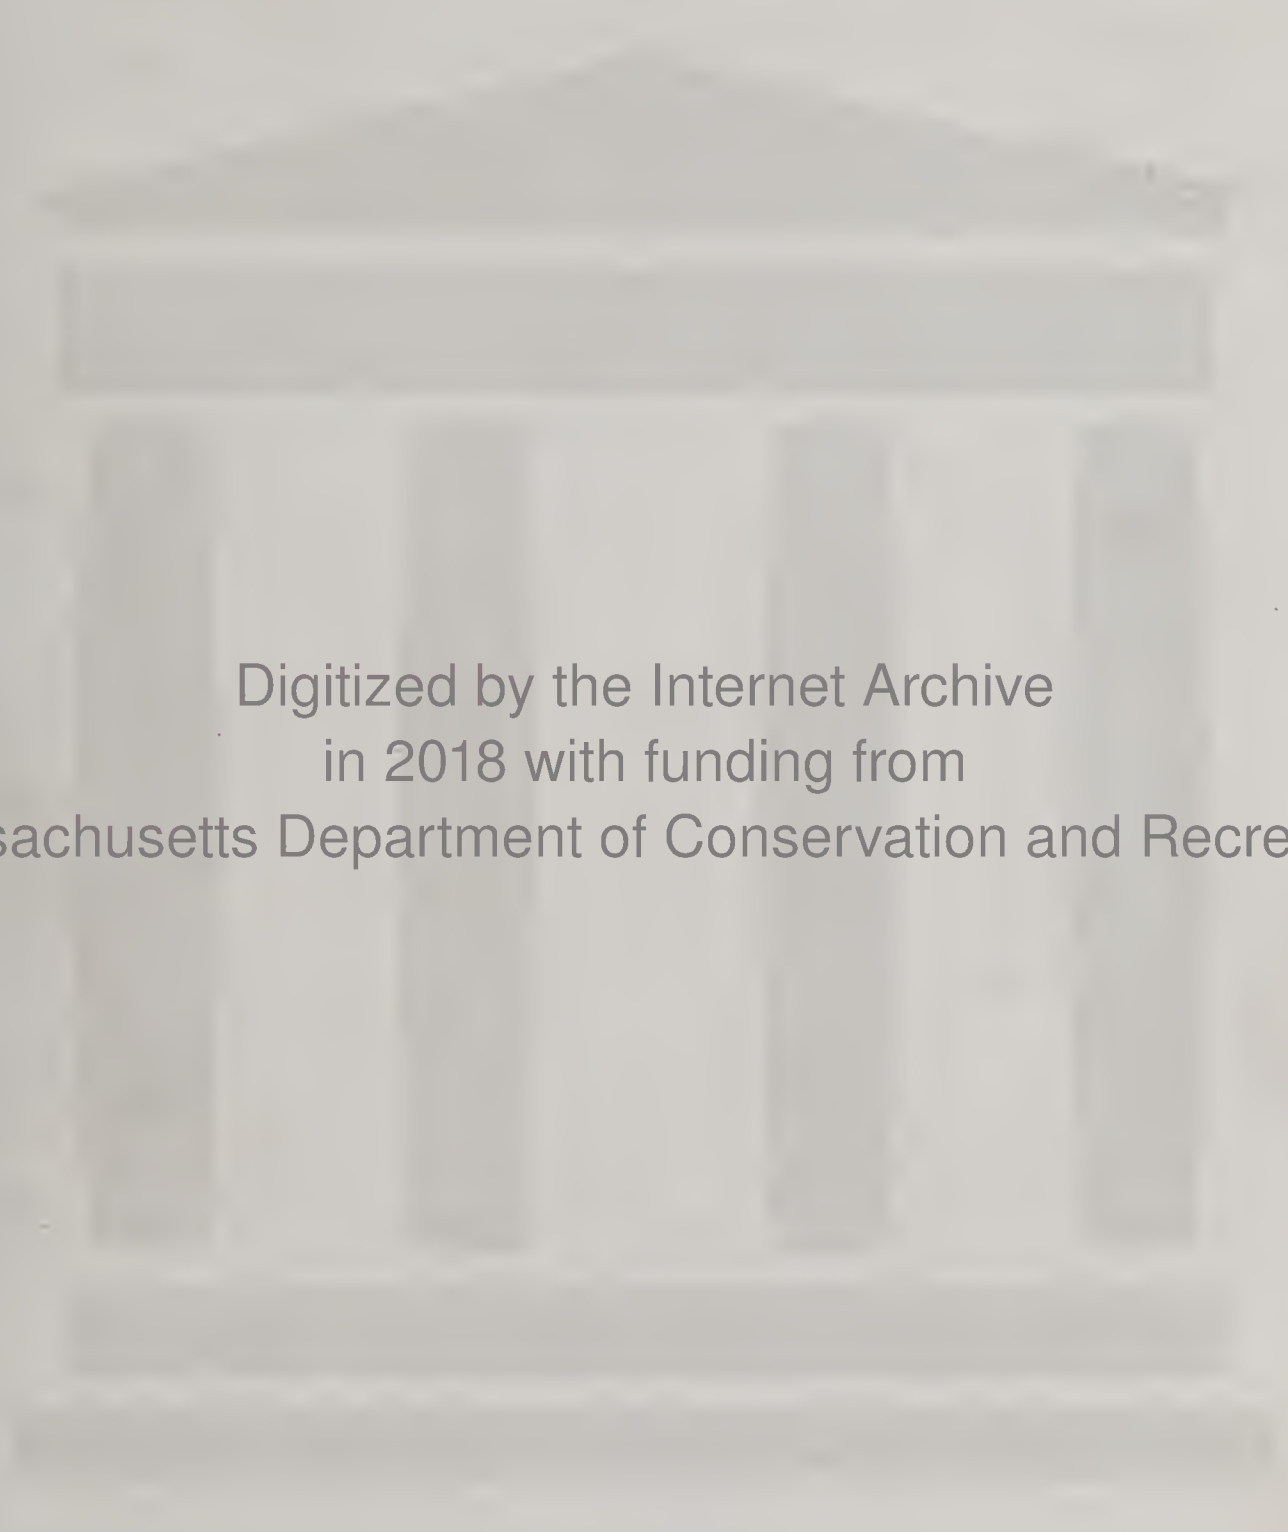 Digitized by the Internet Archive
in 2018 with funding from
sachusetts Department of Conservation and Recre